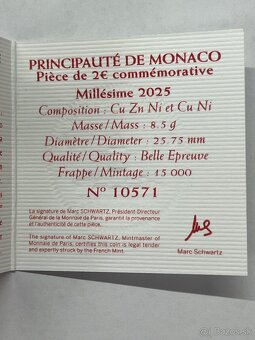 PRINCIPAUTÉ DE MONACO
Pièce de 2€ commémorative
Millésime 2025
Composition : Cu Zn Ni et Cu Ni
Masse/Mass : 8.5 g
Diamètre/Diameter : 25.75 mm
Qualité/Quality : Belle Epreuve
Frappe/Mintage : 15 000
N° 10571
La signature de Marc SCHWARTZ, Président-Directeur
Général de la Monnaie de Paris, garantit la provenance
et l'authenticité de cette pièce.
The signature of Marc SCHWARTZ, Mintmaster of
Monnaie de Paris, certifies this coin is legal tender
and expertly struck by the French Mint.
Marc Schwartz